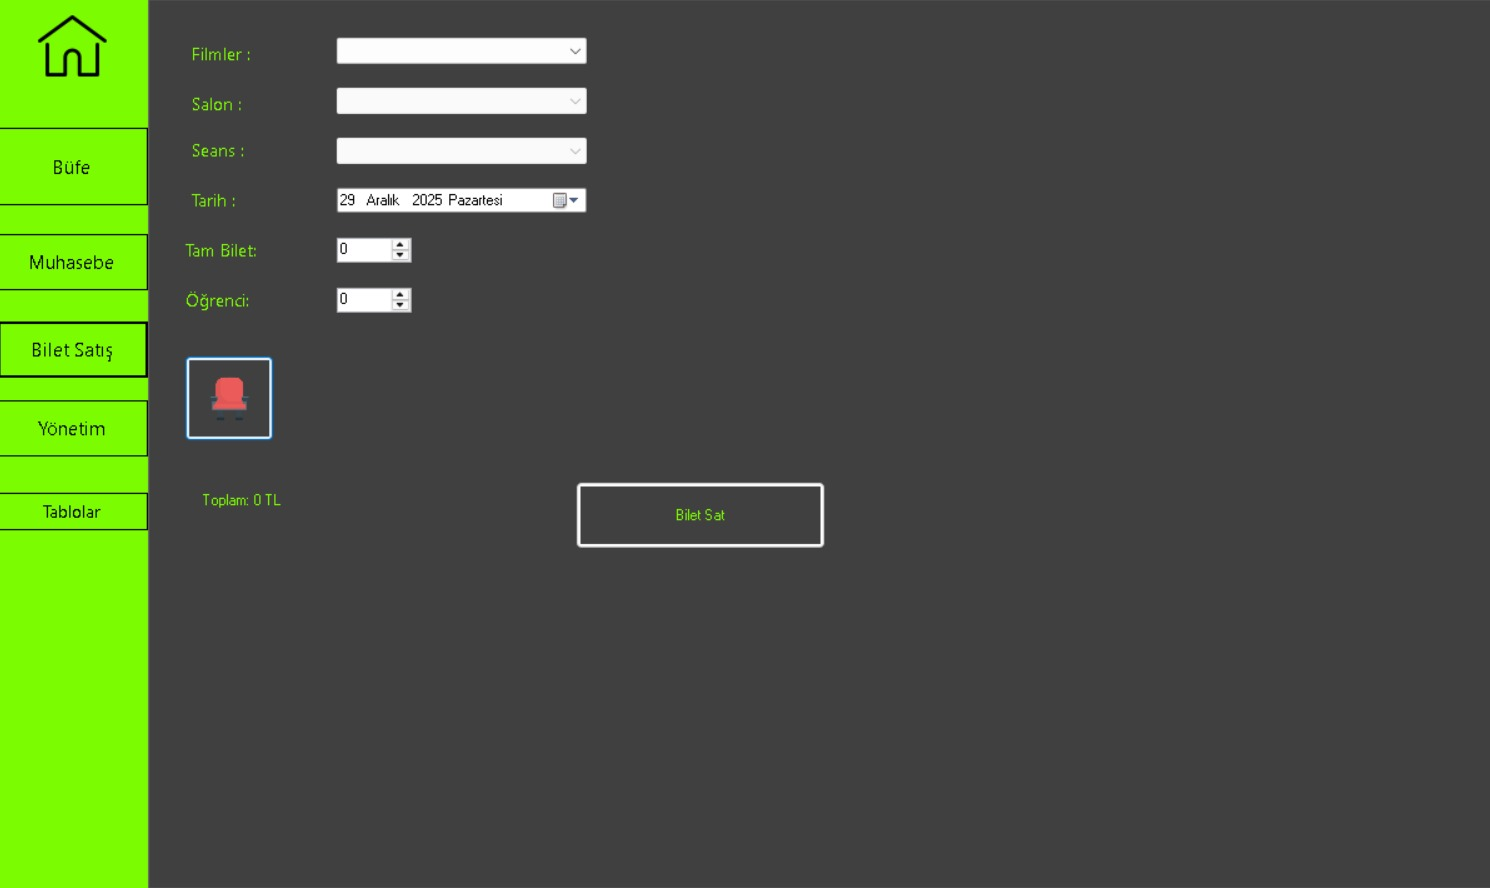 Büfe
Muhasebe
Bilet Satış
Yönetim
Tablolar
Filmler :
Salon :
Seans :
Tarih :
29 Aralık 2025 Pazartesi
Tam Bilet:
0
Öğrenci:
0
Toplam: 0 TL
Bilet Sat